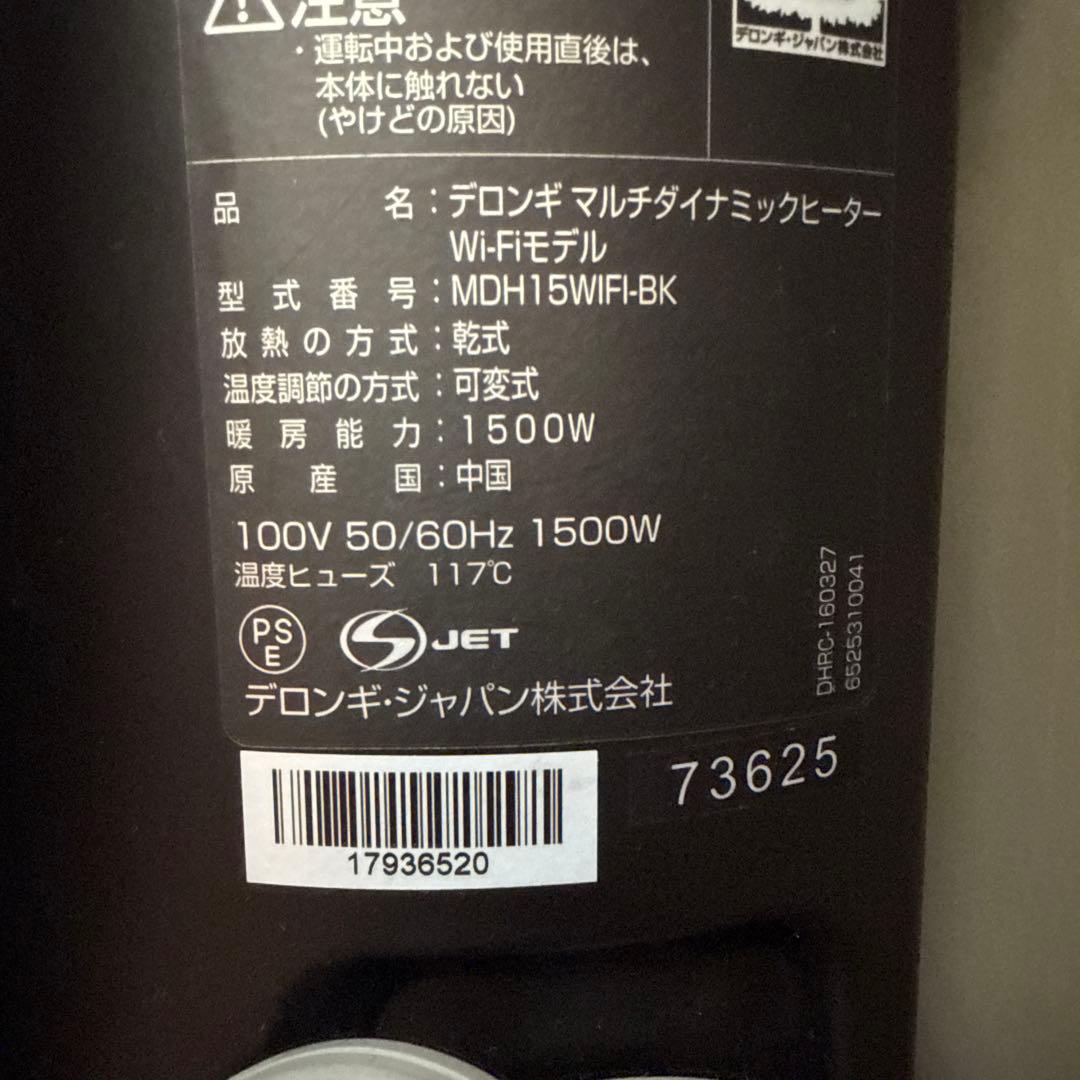 注意
・運転中および使用直後は、
本体に触れない
(やけどの原因)
デロンギ・ジャパン株式会社
品名：デロンギ マルチダイナミックヒーター
Wi-Fiモデル
型式番号：MDH15WIFI-BK
放熱の方式：乾式
温度調節の方式：可変式
暖房能力：1500W
原産国：中国
100V 50/60Hz 1500W
温度ヒューズ 117℃
PS
E
S JET
デロンギ・ジャパン株式会社
DHRC-160327
6525310041
73625
17936520